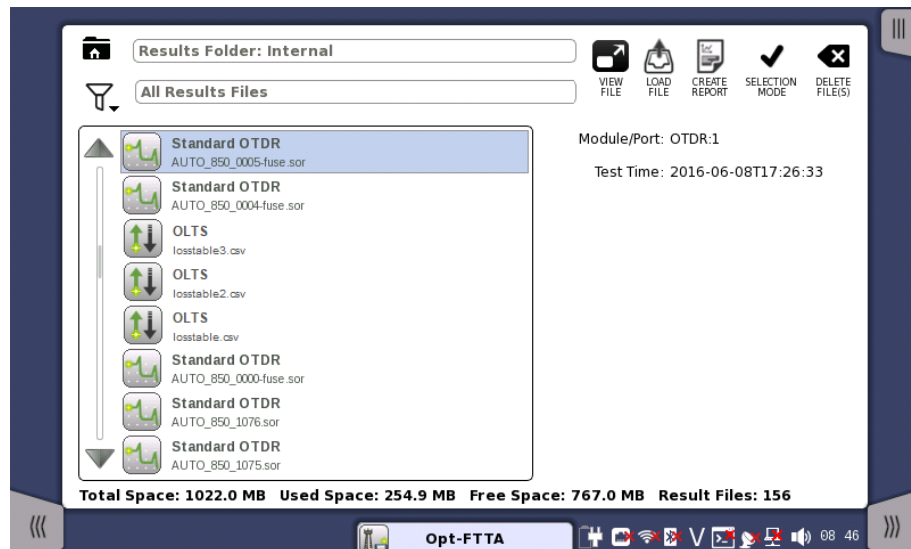 Results Folder: Internal
All Results Files
VIEW FILE
LOAD FILE
CREATE REPORT
SELECTION MODE
DELETE FILE(S)
Standard OTDR
AUTO_850_0005-fuse.sor
Standard OTDR
AUTO_850_0004-fuse.sor
OLTS
losstable3.csv
OLTS
losstable2.csv
OLTS
losstable.csv
Standard OTDR
AUTO_850_0000-fuse.sor
Standard OTDR
AUTO_850_1076.sor
Standard OTDR
AUTO_850_1075.sor
Module/Port: OTDR:1
Test Time: 2016-06-08T17:26:33
Total Space: 1022.0 MB Used Space: 254.9 MB Free Space: 767.0 MB Result Files: 156
Opt-FTTA
V
08 46